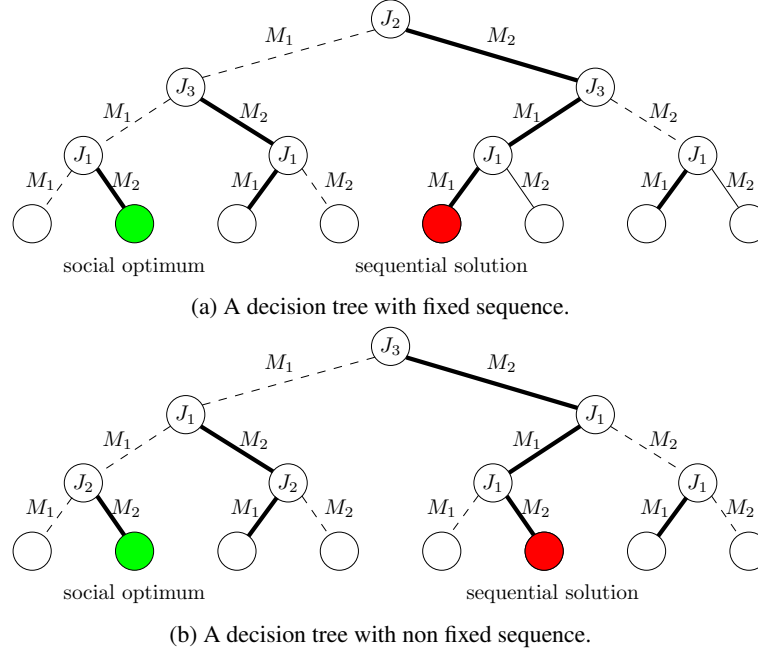 J2
M1 M2
J3 J3
M1 M2 M1 M2
J1 J1 J1 J1
M1 M2 M1 M2 M1 M2 M1 M2
social optimum sequential solution
(a) A decision tree with fixed sequence.
J3
M1 M2
J1 J1
M1 M2 M1 M2
J2 J2 J1 J1
M1 M2 M1 M2 M1 M2 M1 M2
social optimum sequential solution
(b) A decision tree with non fixed sequence.